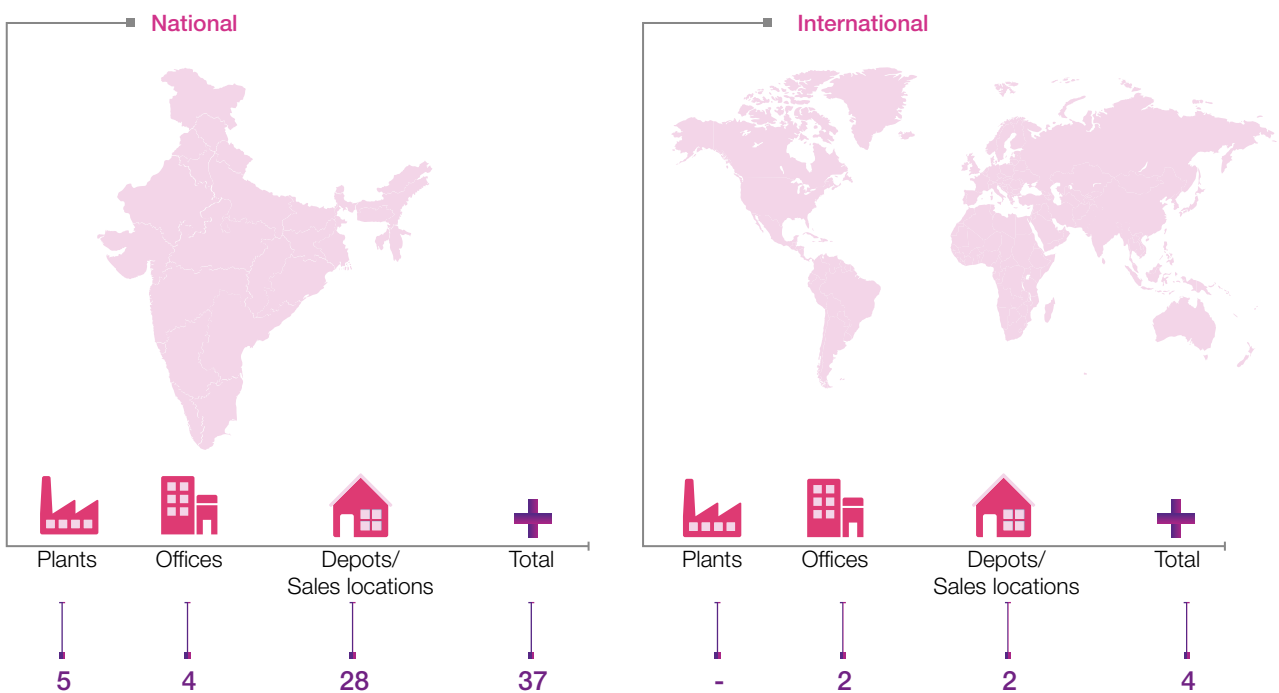 National
Plants
Offices
Depots/
Sales locations
Total
5
4
28
37
International
Plants
Offices
Depots/
Sales locations
Total
-
2
2
4